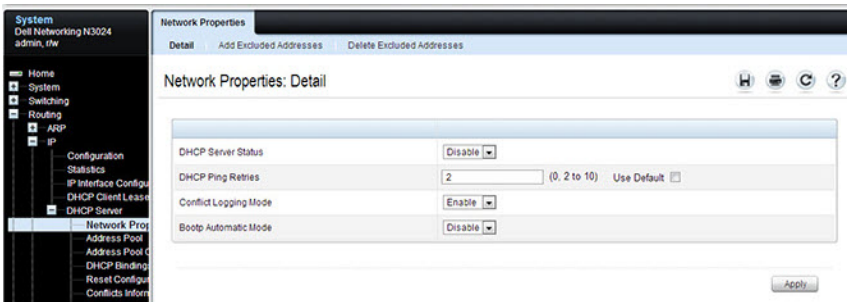 System
Dell Networking N3024
admin, r/w
Home
System
Switching
Routing
ARP
IP
Configuration
Statistics
IP Interface Configu
DHCP Client Lease
DHCP Server
Network Prop
Address Pool
Address Pool C
DHCP Binding
Reset Configur
Conflicts Inform
Network Properties
Detail Add Excluded Addresses Delete Excluded Addresses
Network Properties: Detail
DHCP Server Status Disable
DHCP Ping Retries 2 (0, 2 to 10) Use Default
Conflict Logging Mode Enable
Bootp Automatic Mode Disable
Apply